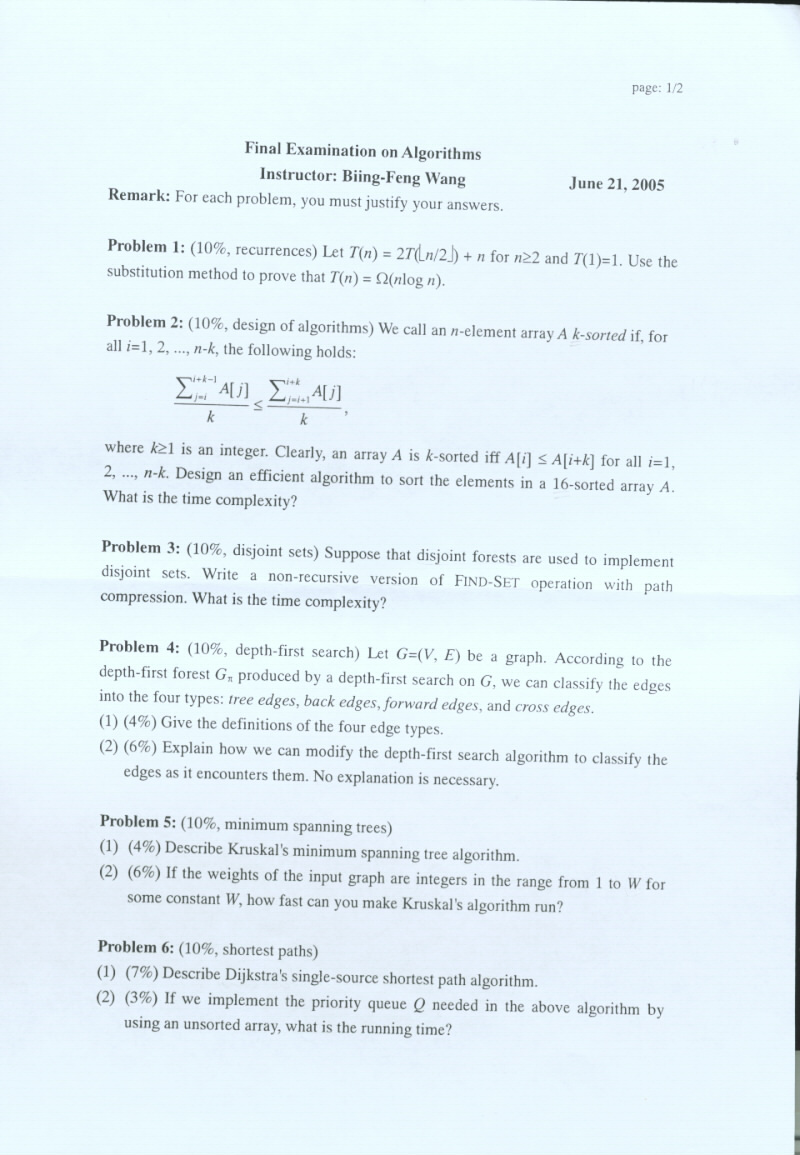 page: 1/2
Final Examination on Algorithms
Instructor: Biing-Feng Wang June 21, 2005
Remark: For each problem, you must justify your answers.
Problem 1: (10%, recurrences) Let T(n) = 2T(⌊n/2⌋) + n for n≥2 and T(1)=1. Use the
substitution method to prove that T(n) = Ω(nlog n).
Problem 2: (10%, design of algorithms) We call an n-element array A k-sorted if, for
all i=1, 2, ..., n-k, the following holds:
∑_{j=i}^{i+k-1} A[j] / k ≤ ∑_{j=i+1}^{i+k} A[j] / k ,
where k≥1 is an integer. Clearly, an array A is k-sorted iff A[i] ≤ A[i+k] for all i=1,
2, ..., n-k. Design an efficient algorithm to sort the elements in a 16-sorted array A.
What is the time complexity?
Problem 3: (10%, disjoint sets) Suppose that disjoint forests are used to implement
disjoint sets. Write a non-recursive version of FIND-SET operation with path
compression. What is the time complexity?
Problem 4: (10%, depth-first search) Let G=(V, E) be a graph. According to the
depth-first forest Gπ produced by a depth-first search on G, we can classify the edges
into the four types: tree edges, back edges, forward edges, and cross edges.
(1) (4%) Give the definitions of the four edge types.
(2) (6%) Explain how we can modify the depth-first search algorithm to classify the
edges as it encounters them. No explanation is necessary.
Problem 5: (10%, minimum spanning trees)
(1) (4%) Describe Kruskal's minimum spanning tree algorithm.
(2) (6%) If the weights of the input graph are integers in the range from 1 to W for
some constant W, how fast can you make Kruskal's algorithm run?
Problem 6: (10%, shortest paths)
(1) (7%) Describe Dijkstra's single-source shortest path algorithm.
(2) (3%) If we implement the priority queue Q needed in the above algorithm by
using an unsorted array, what is the running time?